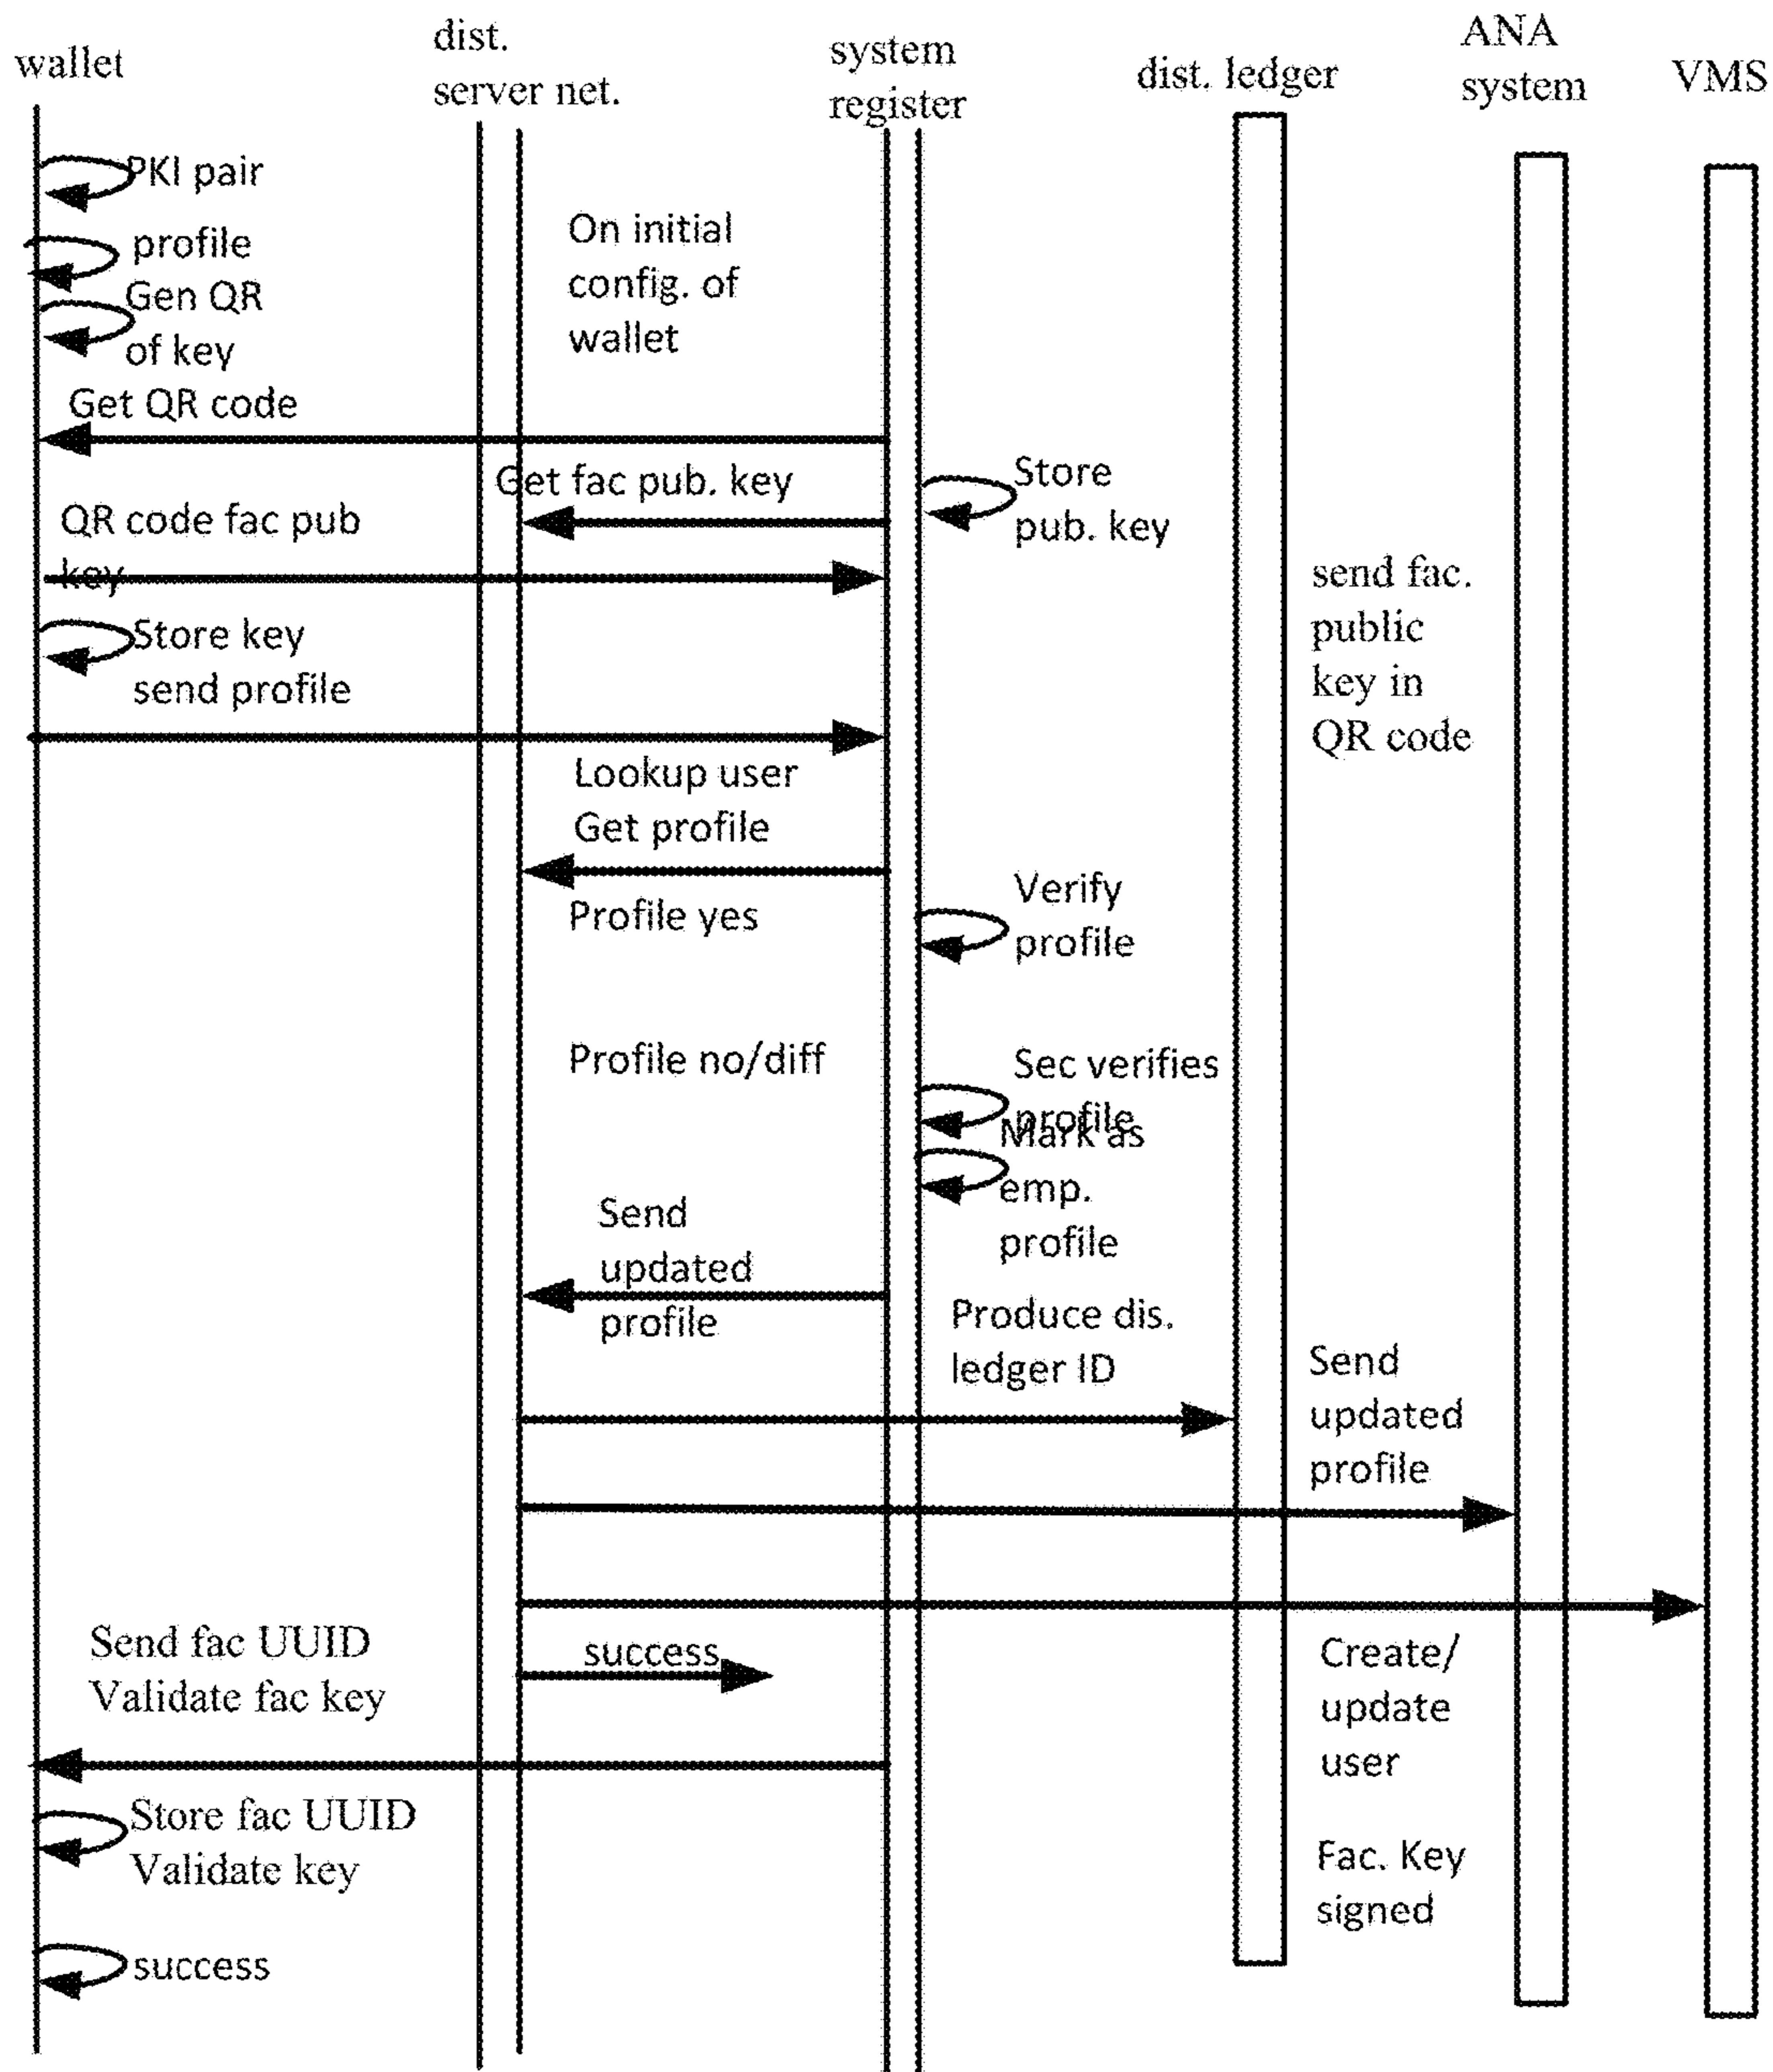 wallet
dist.
server net.
system
register
dist. ledger
ANA
system
VMS
PKI pair
profile
Gen QR
of key
On initial
config. of
wallet
Get QR code
Get fac pub. key
Store
pub. key
QR code fac pub
key
send fac.
public
key in
QR code
Store key
send profile
Lookup user
Get profile
Verify
profile
Profile yes
Profile no/diff
Sec verifies
profile
Mark as
emp.
profile
Send
updated
profile
Produce dis.
ledger ID
Send
updated
profile
Send fac UUID
Validate fac key
success
Create/
update
user
Store fac UUID
Validate key
Fac. Key
signed
success